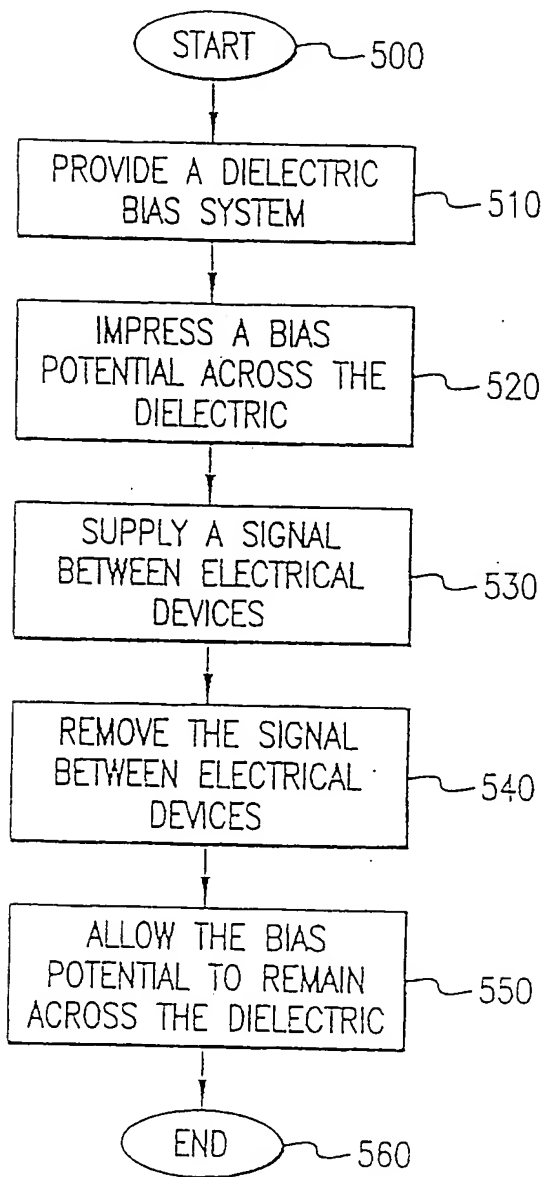 START
500
PROVIDE A DIELECTRIC
BIAS SYSTEM
510
IMPRESS A BIAS
POTENTIAL ACROSS THE
DIELECTRIC
520
SUPPLY A SIGNAL
BETWEEN ELECTRICAL
DEVICES
530
REMOVE THE SIGNAL
BETWEEN ELECTRICAL
DEVICES
540
ALLOW THE BIAS
POTENTIAL TO REMAIN
ACROSS THE DIELECTRIC
550
END
560